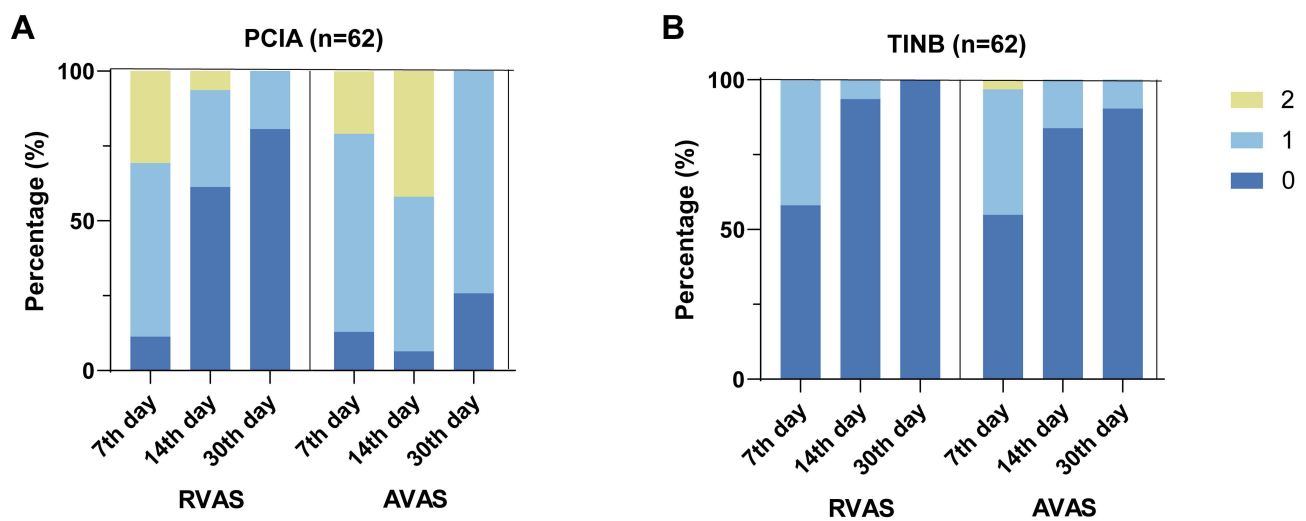 A
PCIA (n=62)
Percentage (%)
100
50
0
7th day
14th day
30th day
7th day
14th day
30th day
RVAS
AVAS
B
TINB (n=62)
Percentage (%)
100
50
0
7th day
14th day
30th day
7th day
14th day
30th day
RVAS
AVAS
2
1
0